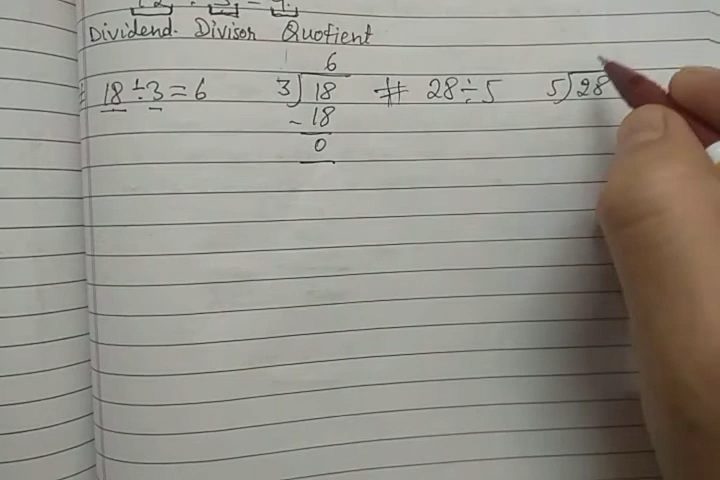 Dividend. Divisor Quotient
6
18 ÷ 3 = 6 3)18 # 28 ÷ 5 5)28
- 18
0